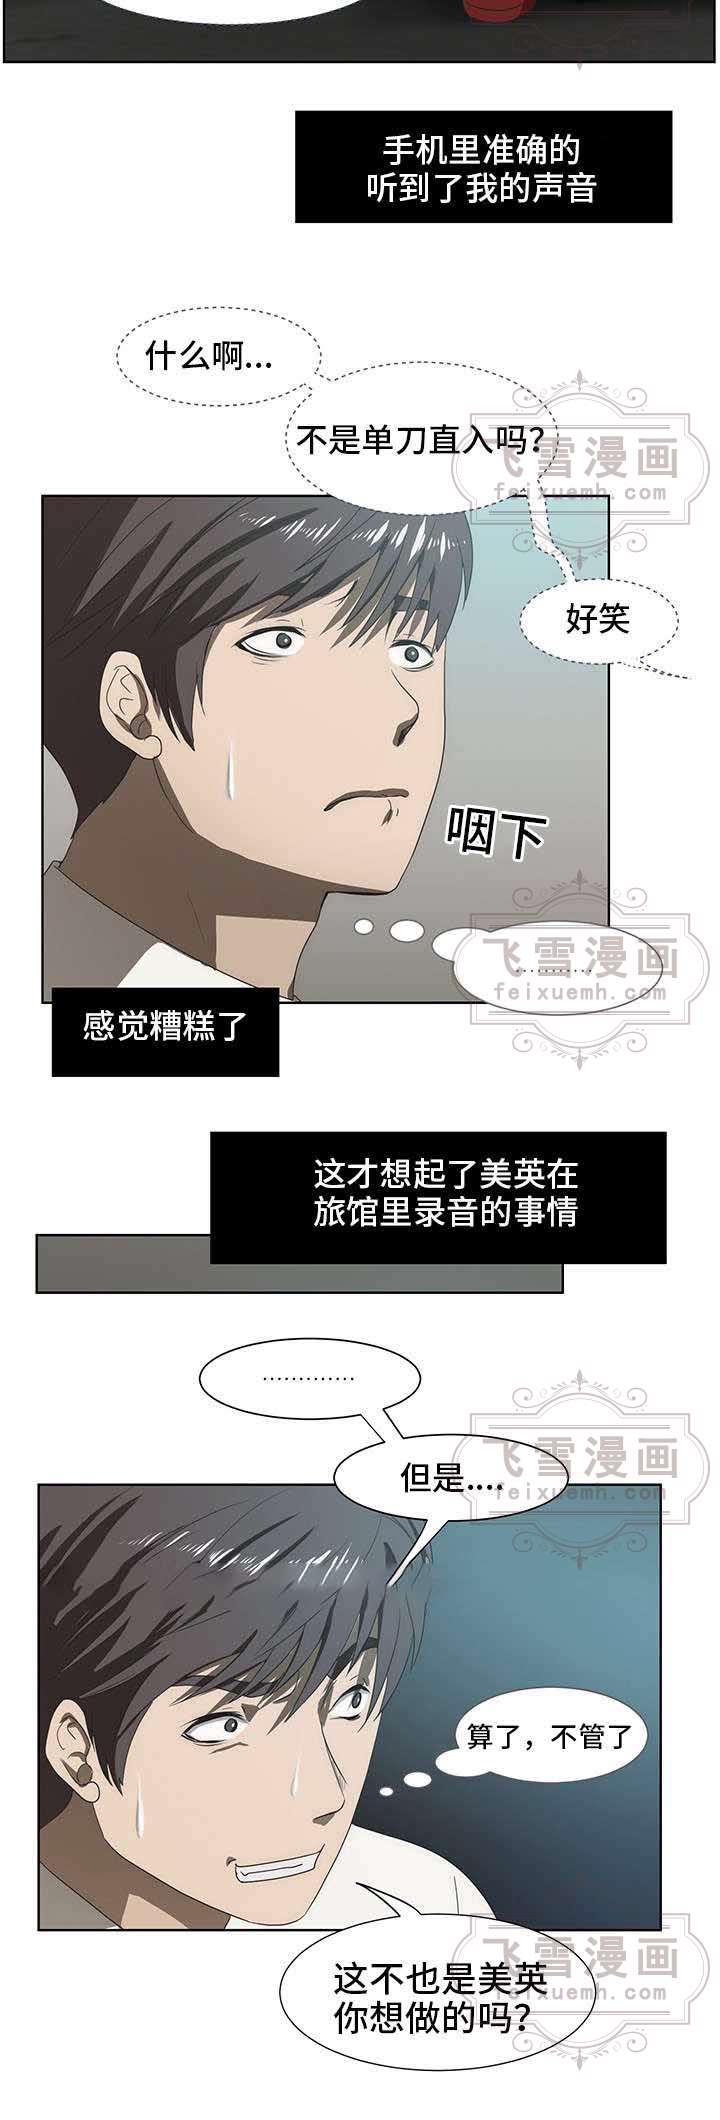 手机里准确的
听到了我的声音
什么啊...
不是单刀直入吗?
飞雪漫画
feixuemh.com
好笑
咽下
............
飞雪漫画
feixuemh.com
感觉糟糕了
这才想起了美英在
旅馆里录音的事情
.............
但是....
飞雪漫画
feixuemh.com
算了，不管了
这不也是美英
你想做的吗?
飞雪漫画
feixuemh.com